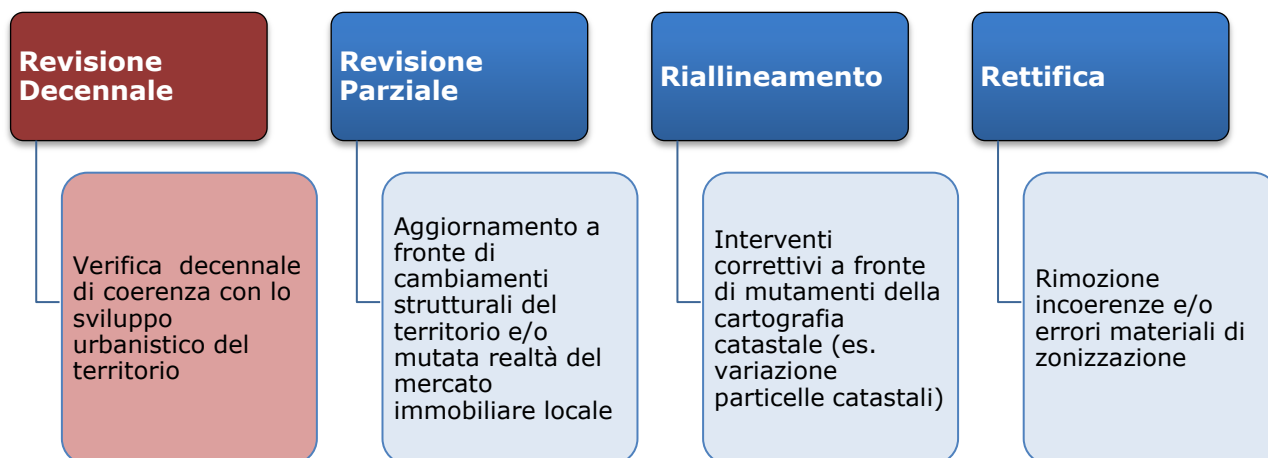 Revisione
Decennale
Verifica decennale
di coerenza con lo
sviluppo
urbanistico del
territorio
Revisione
Parziale
Aggiornamento a
fronte di
cambiamenti
strutturali del
territorio e/o
mutata realtà del
mercato
immobiliare locale
Riallineamento
Interventi
correttivi a fronte
di mutamenti della
cartografia
catastale (es.
variazione
particelle catastali)
Rettifica
Rimozione
incoerenze e/o
errori materiali di
zonizzazione